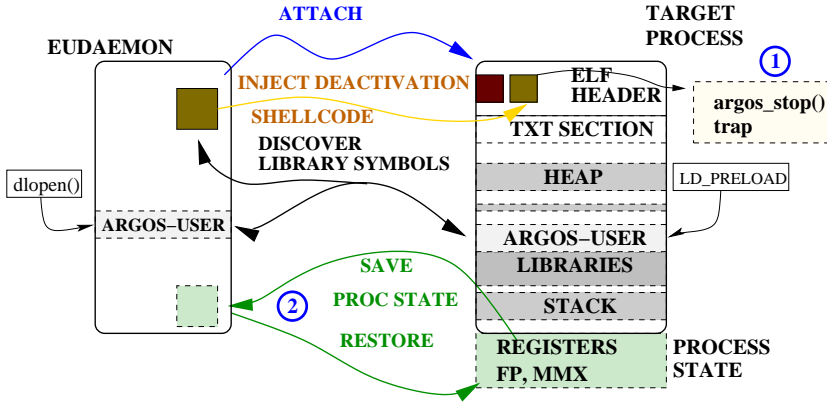 ATTACH
TARGET
PROCESS
EUDAEMON
1
INJECT DEACTIVATION
SHELLCODE
ELF
HEADER
argos_stop()
trap
TXT SECTION
DISCOVER
LIBRARY SYMBOLS
HEAP
dlopen()
LD_PRELOAD
ARGOS−USER
ARGOS−USER
SAVE
LIBRARIES
2
PROC STATE
STACK
RESTORE
REGISTERS
FP, MMX
PROCESS
STATE